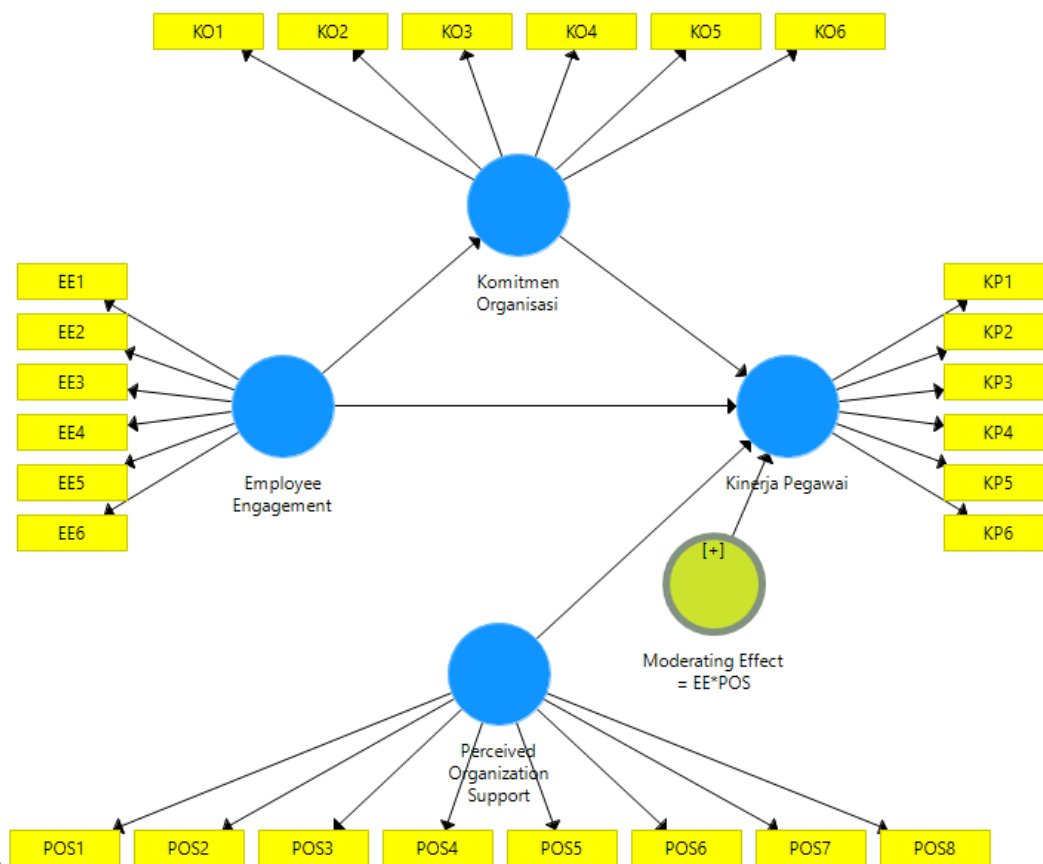 KO1 KO2 KO3 KO4 KO5 KO6
Komitmen
Organisasi
EE1
EE2
EE3
EE4
EE5
EE6
Employee
Engagement
KP1
KP2
KP3
KP4
KP5
KP6
Kinerja Pegawai
[+]
Moderating Effect
= EE*POS
Perceived
Organization
Support
POS1 POS2 POS3 POS4 POS5 POS6 POS7 POS8